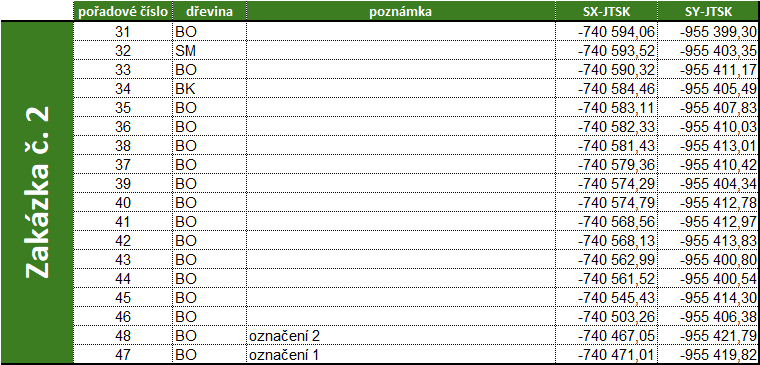 pořadové číslo dřevina poznámka SX-JTSK SY-JTSK
Zakázka č. 2
31 BO -740 594,06 -955 399,30
32 SM -740 593,52 -955 403,35
33 BO -740 590,32 -955 411,17
34 BK -740 584,46 -955 405,49
35 BO -740 583,11 -955 407,83
36 BO -740 582,33 -955 410,03
38 BO -740 581,43 -955 413,01
37 BO -740 579,36 -955 410,42
39 BO -740 574,29 -955 404,34
40 BO -740 574,79 -955 412,78
41 BO -740 568,56 -955 412,97
42 BO -740 568,13 -955 413,83
43 BO -740 562,99 -955 400,80
44 BO -740 561,52 -955 400,54
45 BO -740 545,43 -955 414,30
46 BO -740 503,26 -955 406,38
48 BO označení 2 -740 467,05 -955 421,79
47 BO označení 1 -740 471,01 -955 419,82